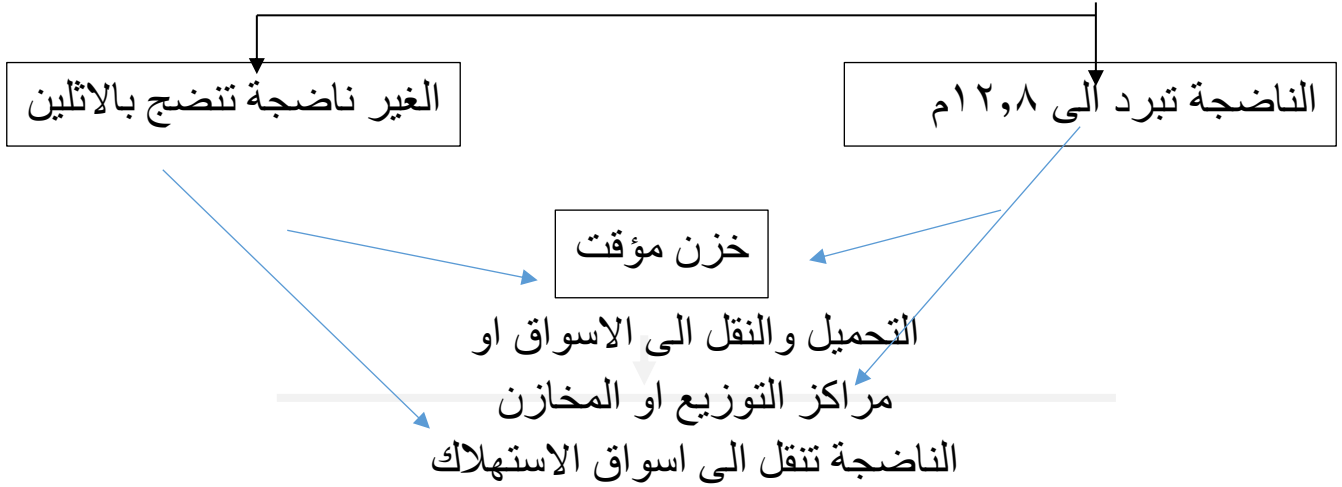 الناضجة تبرد الى ١٢,٨م
الغير ناضجة تنضج بالاثلين
خزن مؤقت
التحميل والنقل الى الاسواق او
مراكز التوزيع او المخازن
الناضجة تنقل الى اسواق الاستهلاك